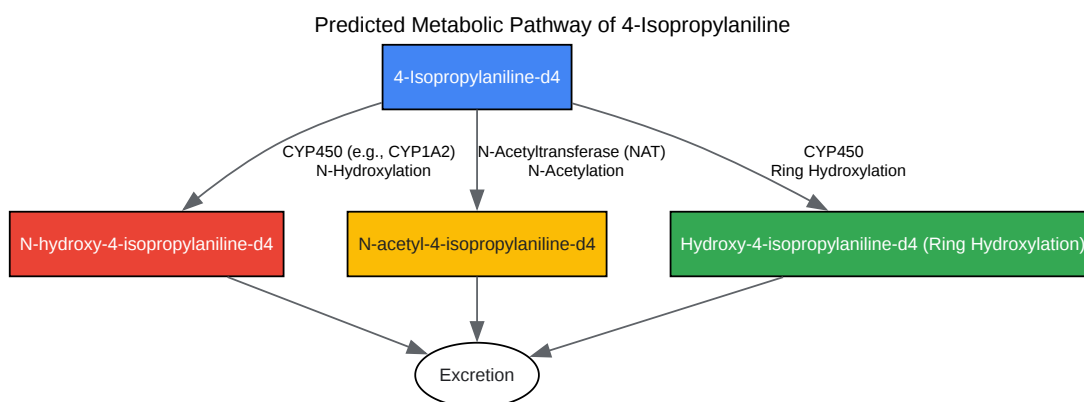 Predicted Metabolic Pathway of 4-Isopropylaniline
4-Isopropylaniline-d4
CYP450 (e.g., CYP1A2)
N-Hydroxylation
N-Acetyltransferase (NAT)
N-Acetylation
CYP450
Ring Hydroxylation
N-hydroxy-4-isopropylaniline-d4
N-acetyl-4-isopropylaniline-d4
Hydroxy-4-isopropylaniline-d4 (Ring Hydroxylation)
Excretion